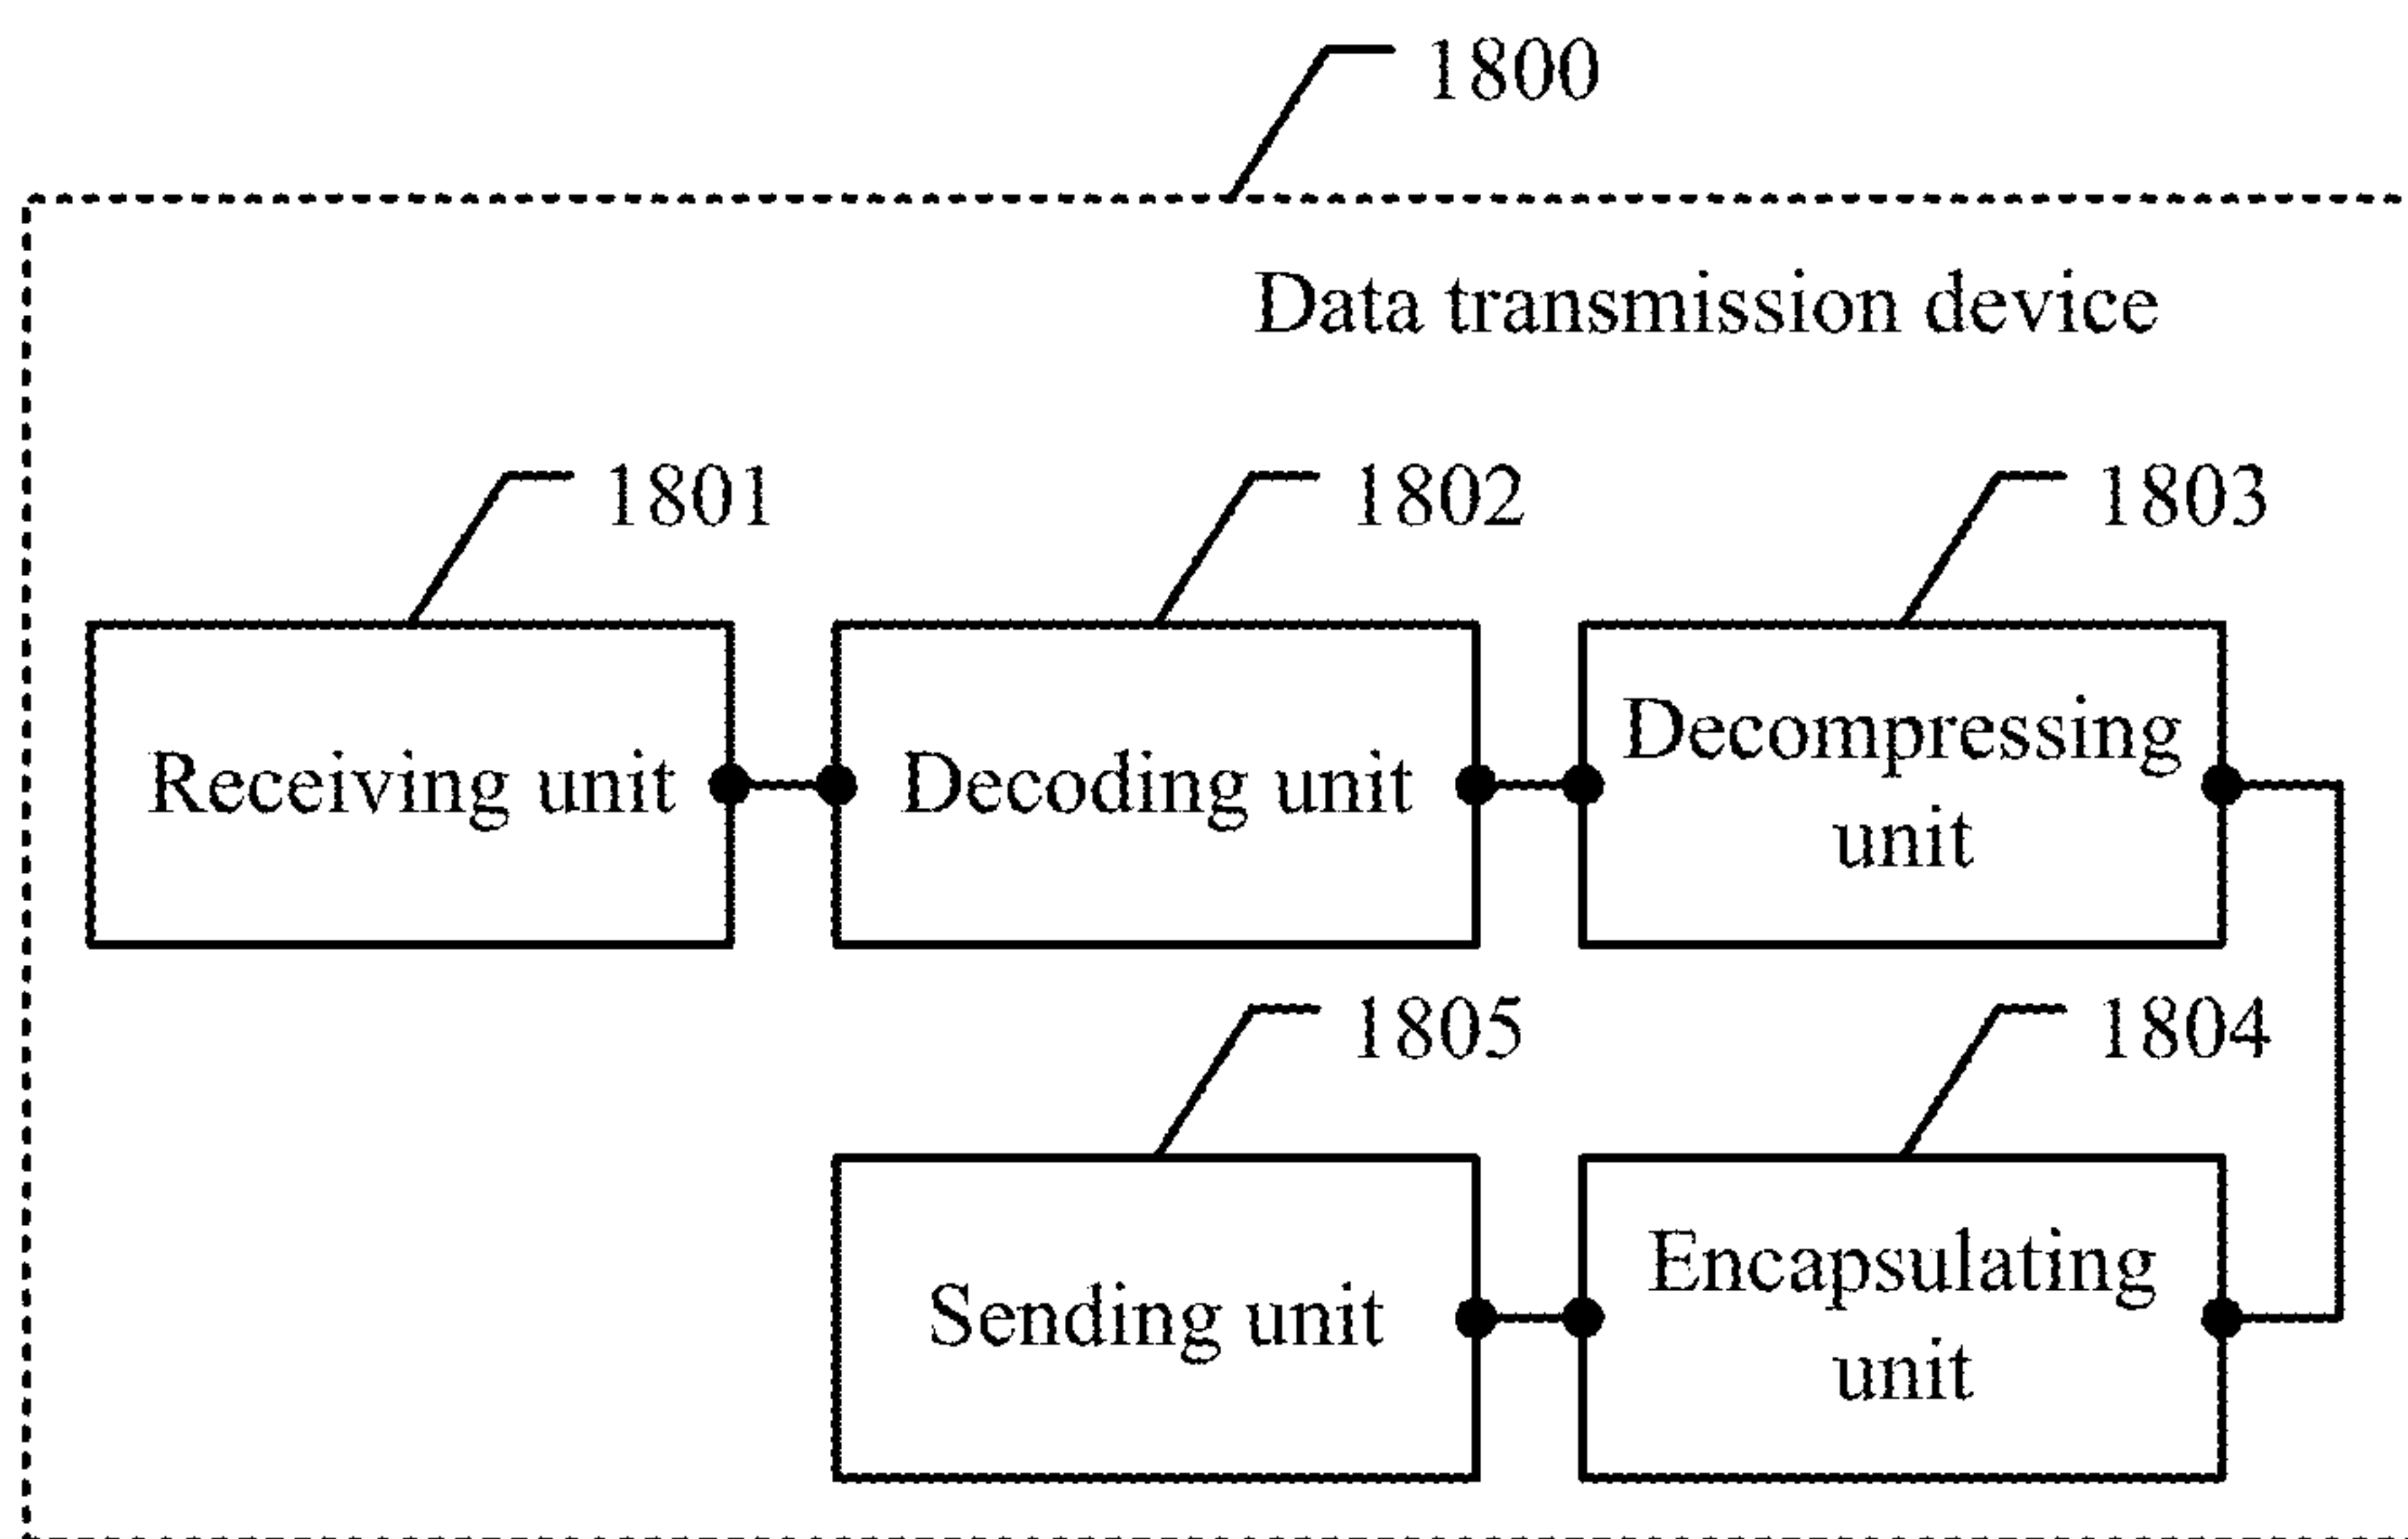 1800
Data transmission device
1801
1802
1803
Receiving unit
Decoding unit
Decompressing
unit
1805
1804
Sending unit
Encapsulating
unit